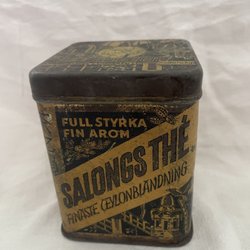 FULL STYRKA
FIN AROM
SALONGS THÉ
FINASTE CEYLONBLANDNING